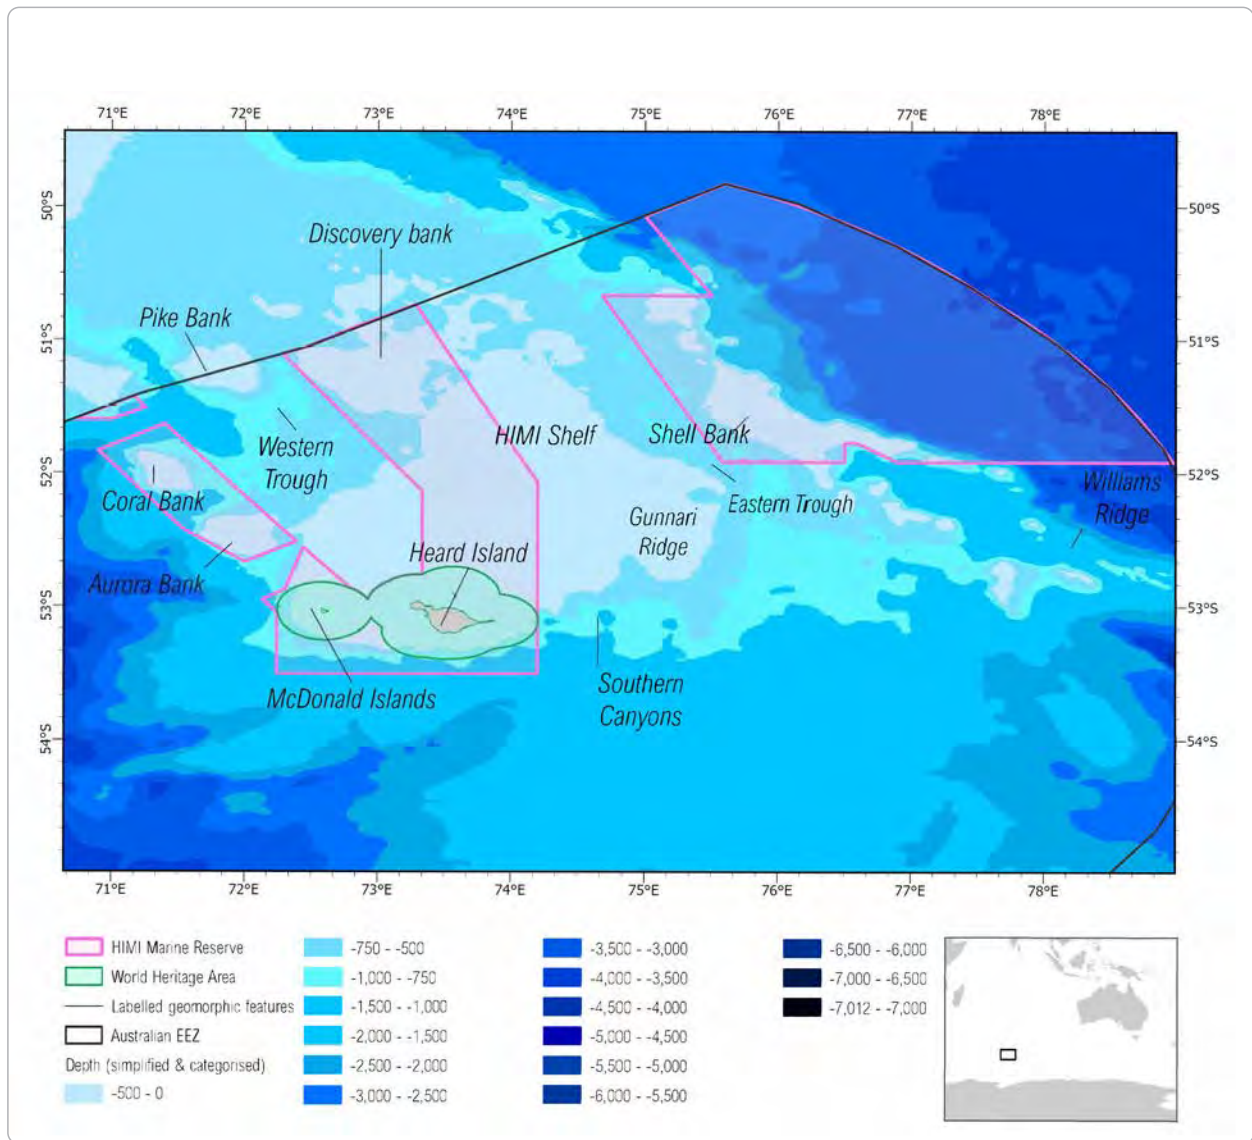 71°E 72°E 73°E 74°E 75°E 76°E 77°E 78°E
50°S 50°S
Discovery bank
Pike Bank
51°S 51°S
Western
Trough
HIMI Shelf
Shell Bank
52°S 52°S
Coral Bank
Eastern Trough
Williams
Ridge
Gunnari
Ridge
Heard Island
Aurora Bank
53°S 53°S
McDonald Islands
Southern
Canyons
54°S 54°S
71°E 72°E 73°E 74°E 75°E 76°E 77°E 78°E
HIMI Marine Reserve
World Heritage Area
Labelled geomorphic features
Australian EEZ
Depth (simplified & categorised)
-500 - 0
-750 - -500
-1,000 - -750
-1,500 - -1,000
-2,000 - -1,500
-2,500 - -2,000
-3,000 - -2,500
-3,500 - -3,000
-4,000 - -3,500
-4,500 - -4,000
-5,000 - -4,500
-5,500 - -5,000
-6,000 - -5,500
-6,500 - -6,000
-7,000 - -6,500
-7,012 - -7,000